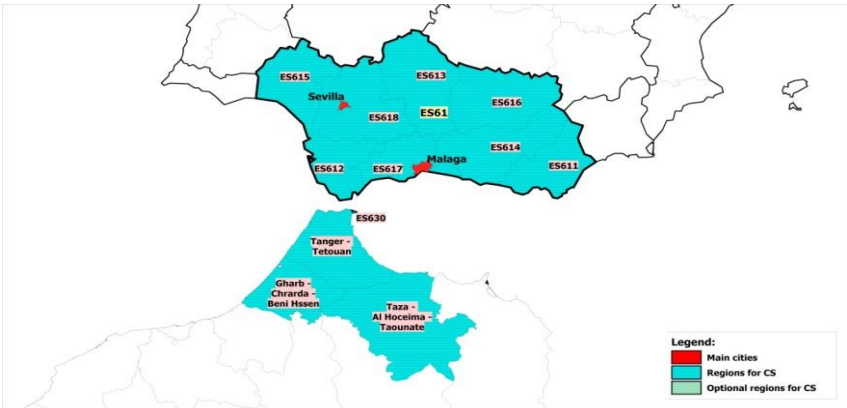 ES615
ES613
Sevilla
ES616
ES618
ES61
ES614
Malaga
ES612
ES617
ES611
ES630
Tanger -
Tetouan
Gharb -
Chrarda -
Beni Hssen
Taza -
Al Hoceima -
Taounate
Legend:
Main cities
Regions for CS
Optional regions for CS